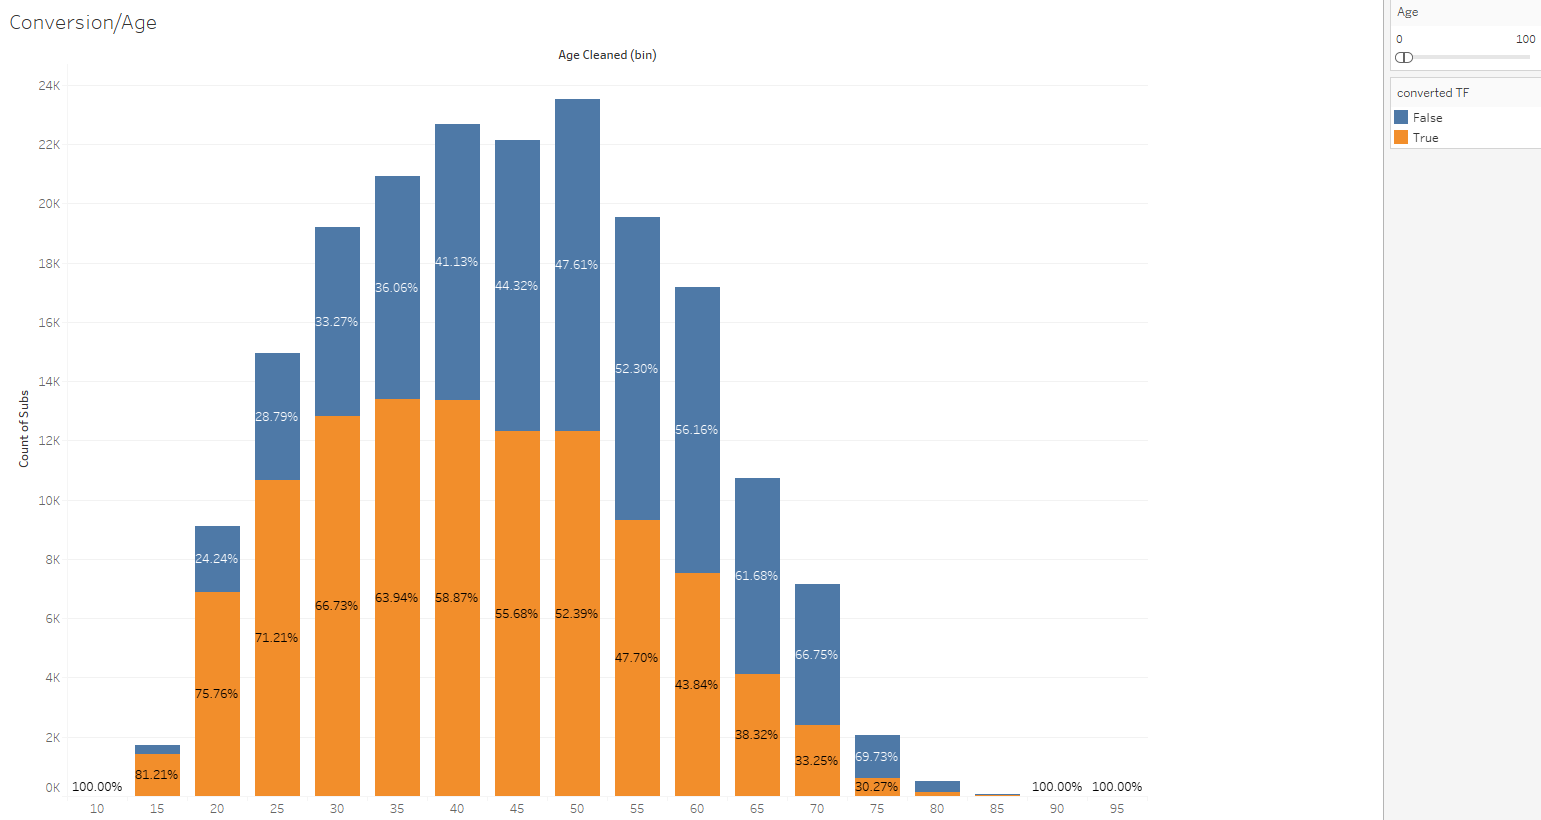 Conversion/Age
Age Cleaned (bin)
Age
0 100
converted TF
False
True
Count of Subs
24K
22K
20K
18K
16K
14K
12K
10K
8K
6K
4K
2K
0K
100.00%
81.21%
24.24%
75.76%
28.79%
71.21%
33.27%
66.73%
36.06%
63.94%
41.13%
58.87%
44.32%
55.68%
47.61%
52.39%
52.30%
47.70%
56.16%
43.84%
61.68%
38.32%
66.75%
33.25%
69.73%
30.27%
100.00%
100.00%
10 15 20 25 30 35 40 45 50 55 60 65 70 75 80 85 90 95